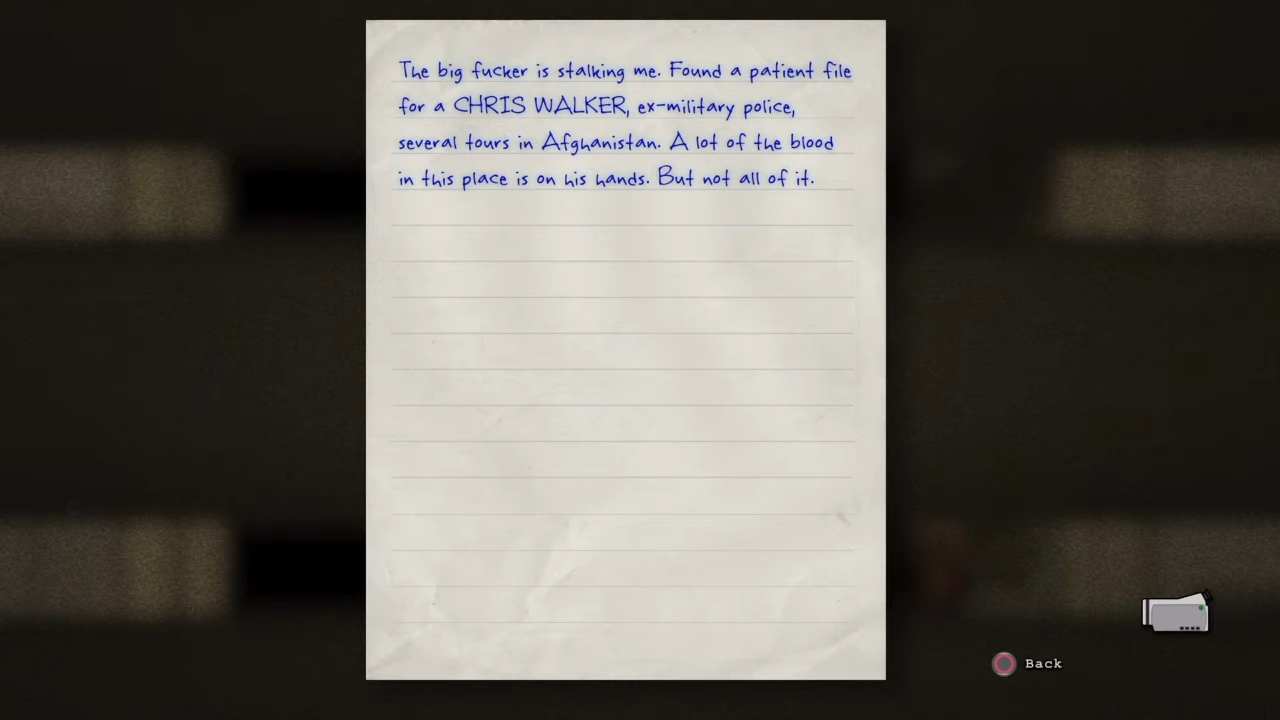 The big fucker is stalking me. Found a patient file
for a CHRIS WALKER, ex-military police,
several tours in Afghanistan. A lot of the blood
in this place is on his hands. But not all of it.
Back